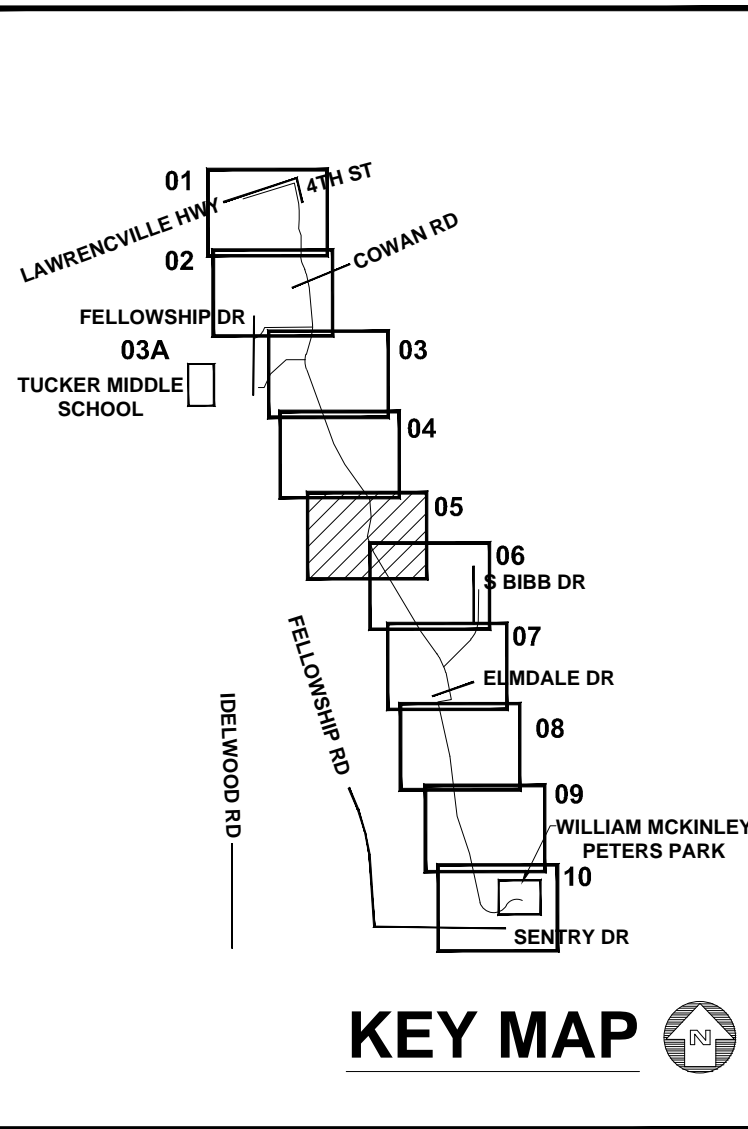 01
4TH ST
LAWRENCVILLE HWY
COWAN RD
02
FELLOWSHIP DR
03A
03
TUCKER MIDDLE
SCHOOL
04
05
06
S BIBB DR
FELLOWSHIP RD
07
ELMDALE DR
IDELWOOD RD
08
09
WILLIAM MCKINLEY
PETERS PARK
10
SENTRY DR
KEY MAP
N